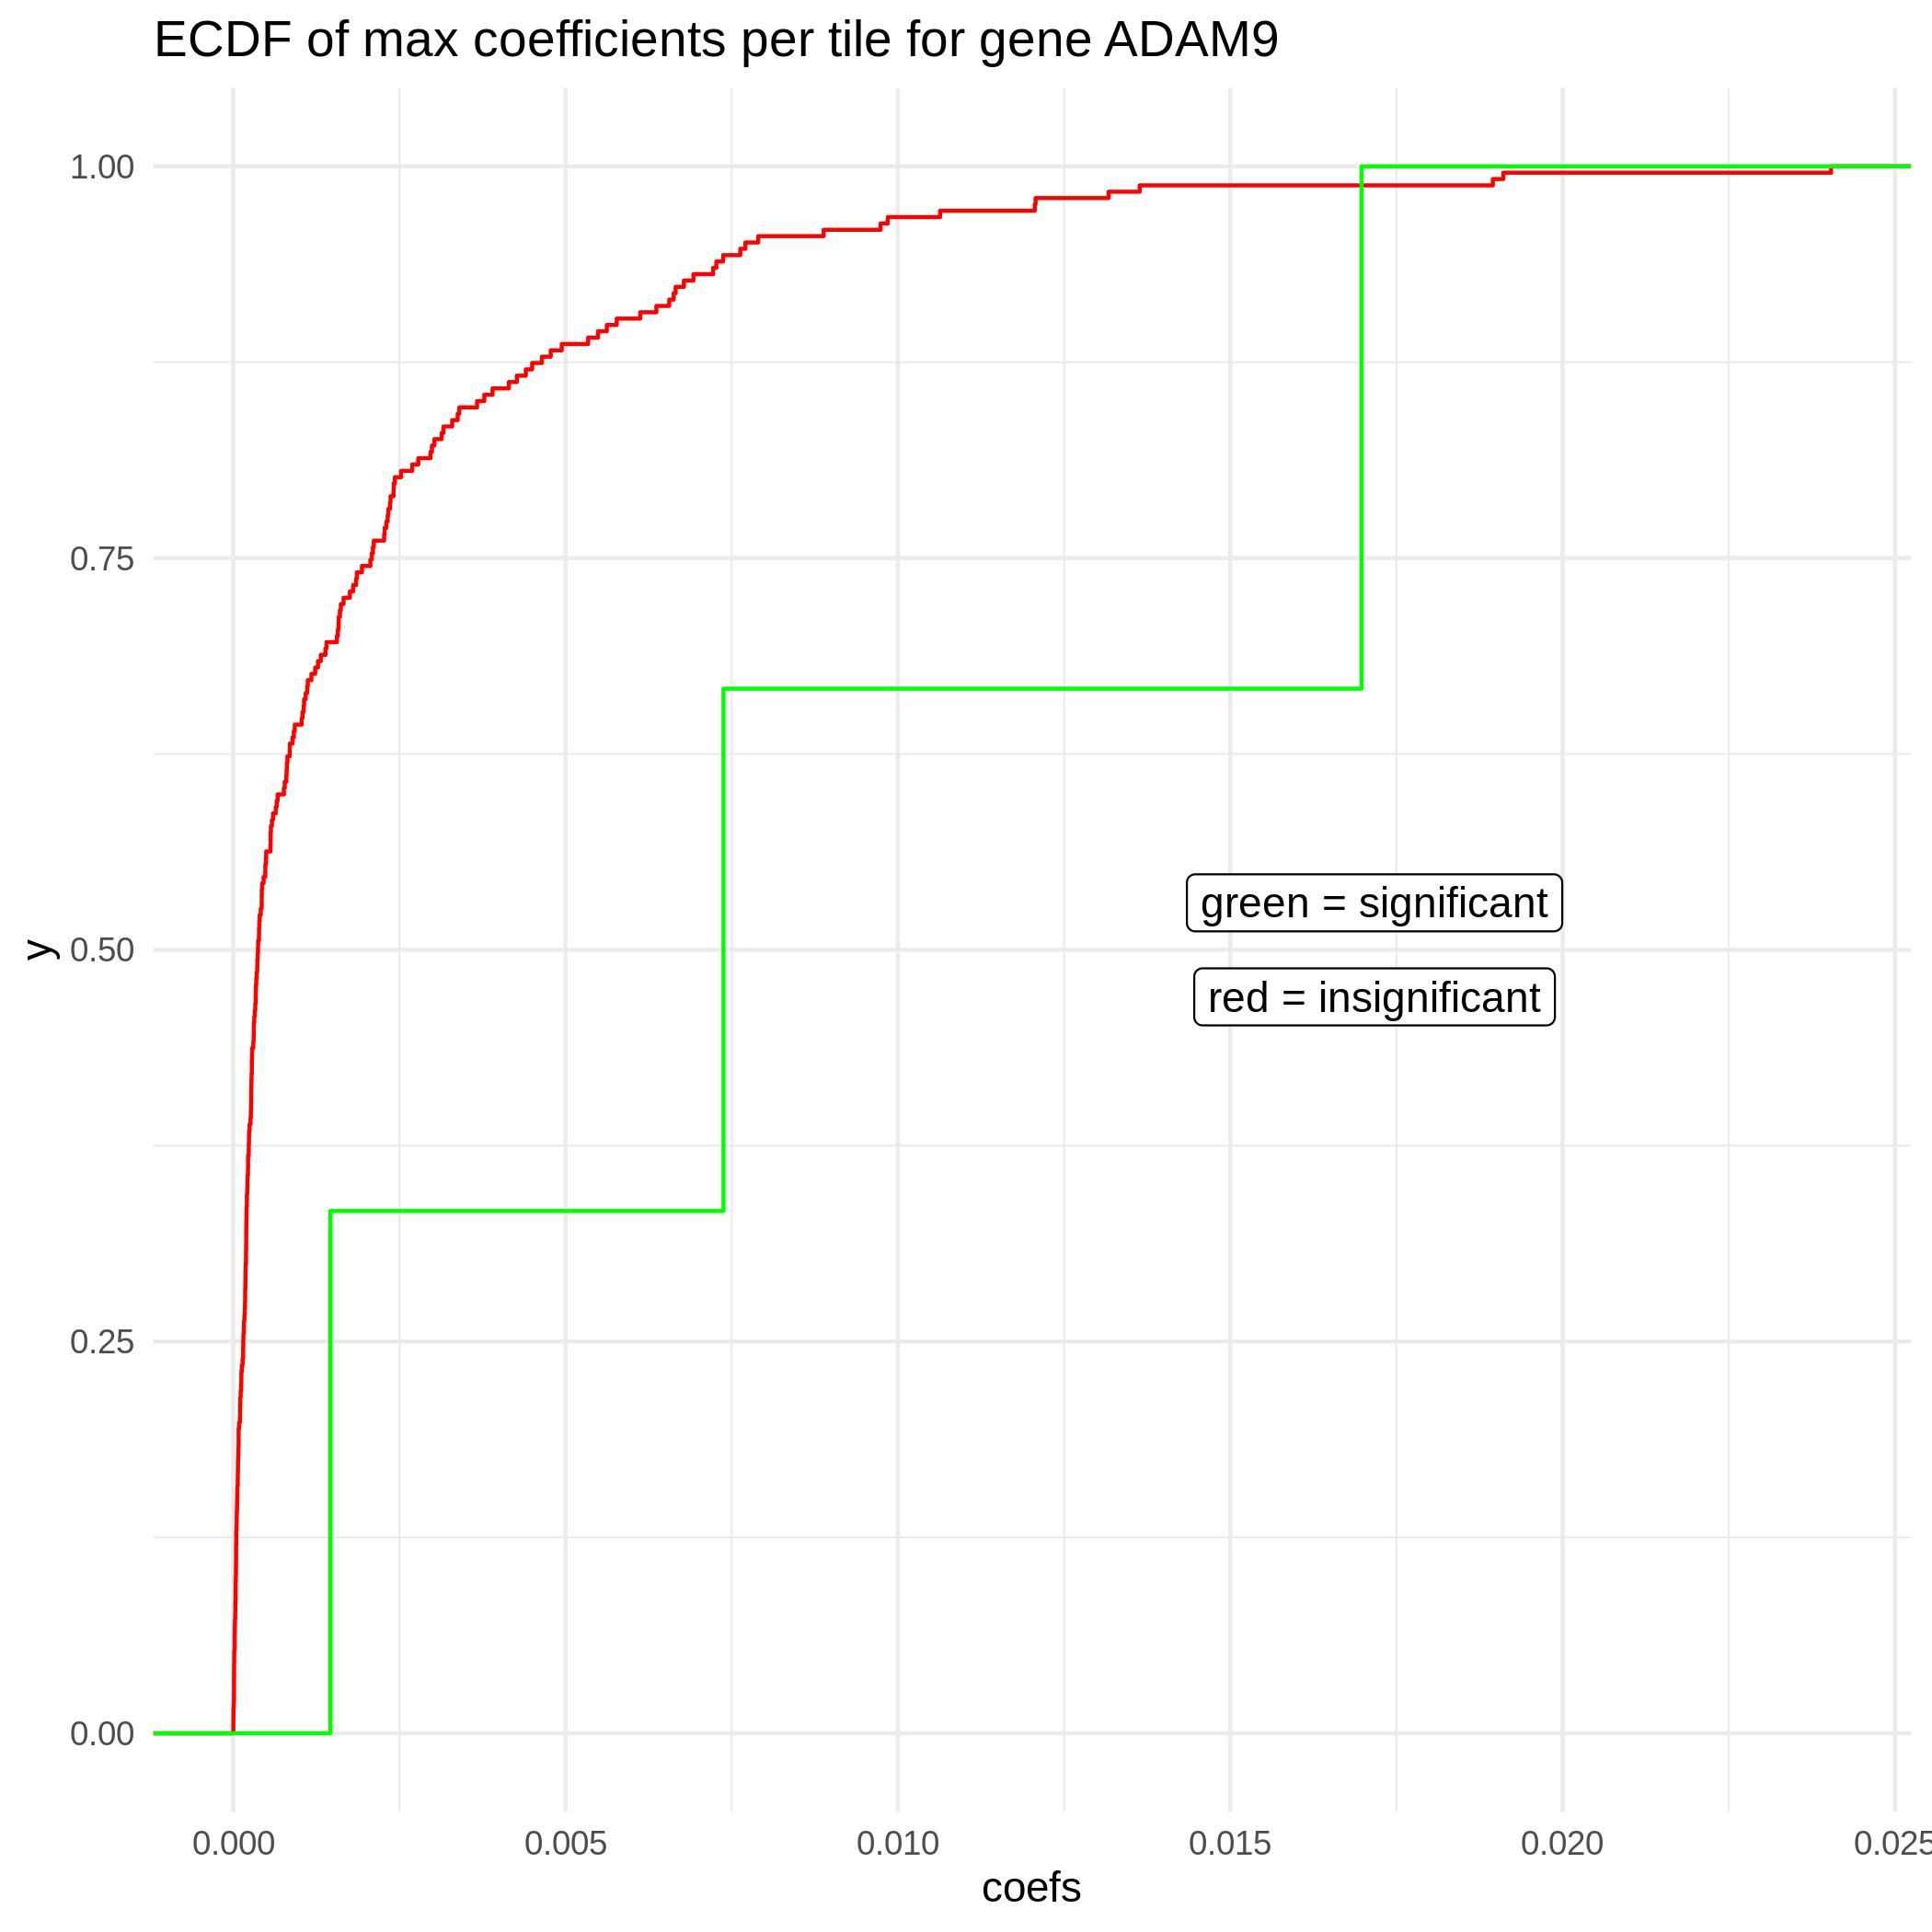 ECDF of max coefficients per tile for gene ADAM9
1.00
0.75
0.50
0.25
0.00
y
green = significant
red = insignificant
0.000 0.005 0.010 0.015 0.020 0.025
coefs